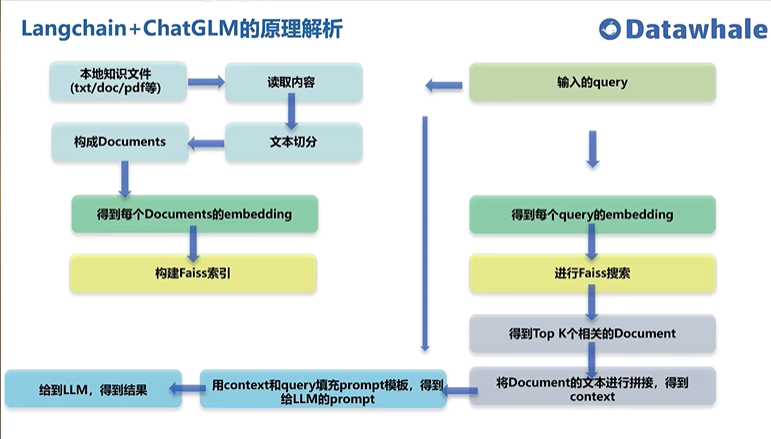 Langchain+ChatGLM的原理解析
Datawhale
本地知识文件
(txt/doc/pdf等)
读取内容
输入的query
构成Documents
文本切分
得到每个Documents的embedding
得到每个query的embedding
构建Faiss索引
进行Faiss搜索
得到Top K个相关的Document
给到LLM，得到结果
用context和query填充prompt模板，得到
给LLM的prompt
将Document的文本进行拼接，得到
context